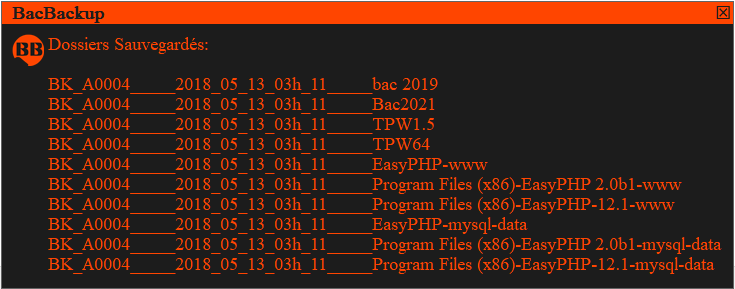 BacBackup
BB
Dossiers Sauvegardés:
BK_A0004_____2018_05_13_03h_11_____bac 2019
BK_A0004_____2018_05_13_03h_11_____Bac2021
BK_A0004_____2018_05_13_03h_11_____TPW1.5
BK_A0004_____2018_05_13_03h_11_____TPW64
BK_A0004_____2018_05_13_03h_11_____EasyPHP-www
BK_A0004_____2018_05_13_03h_11_____Program Files (x86)-EasyPHP 2.0b1-www
BK_A0004_____2018_05_13_03h_11_____Program Files (x86)-EasyPHP-12.1-www
BK_A0004_____2018_05_13_03h_11_____EasyPHP-mysql-data
BK_A0004_____2018_05_13_03h_11_____Program Files (x86)-EasyPHP 2.0b1-mysql-data
BK_A0004_____2018_05_13_03h_11_____Program Files (x86)-EasyPHP-12.1-mysql-data